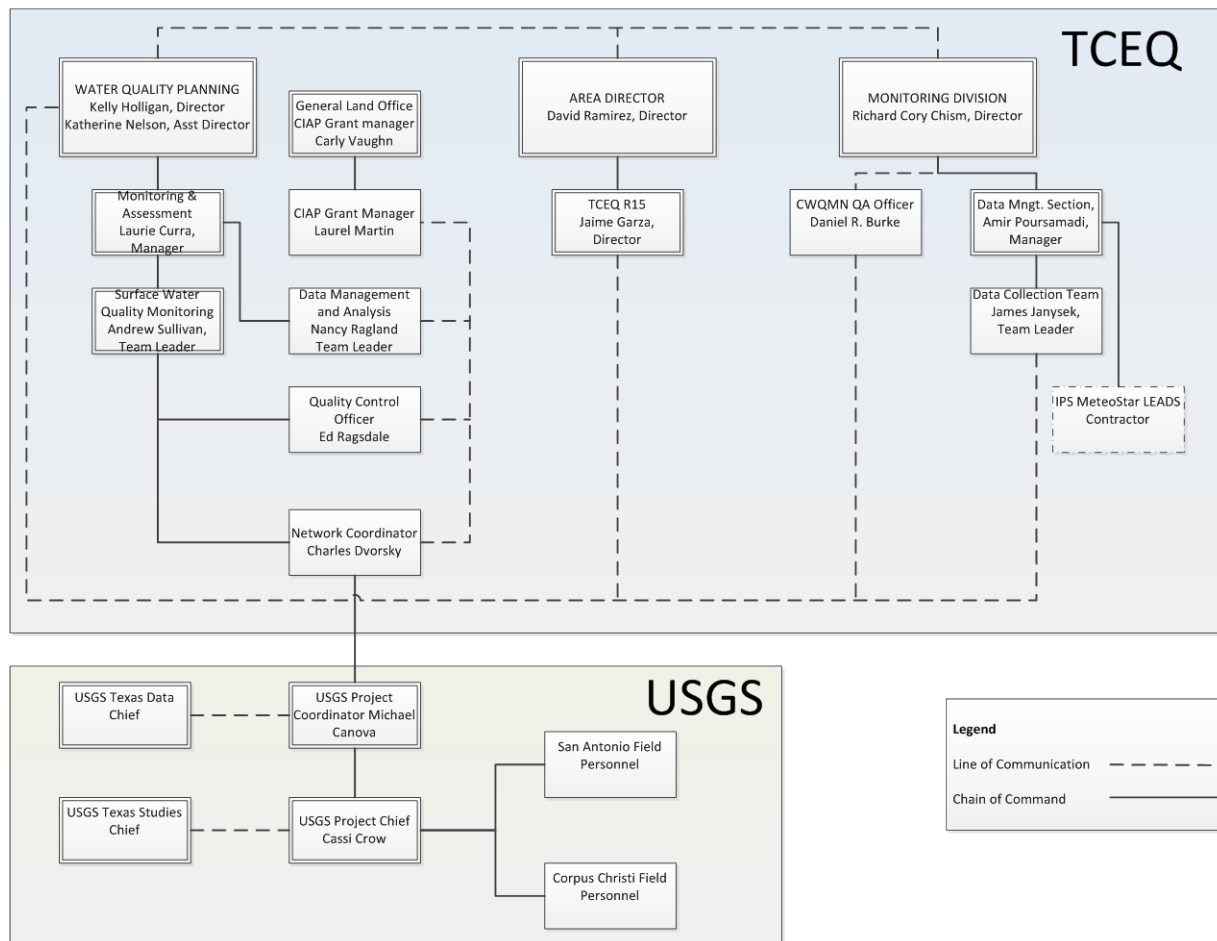 TCEQ
WATER QUALITY PLANNING
Kelly Holligan, Director
Katherine Nelson, Asst Director
General Land Office
CIAP Grant manager
Carly Vaughn
AREA DIRECTOR
David Ramirez, Director
MONITORING DIVISION
Richard Cory Chism, Director
Monitoring &
Assessment
Laurie Curra,
Manager
CIAP Grant Manager
Laurel Martin
TCEQ R15
Jaime Garza,
Director
CWQMN QA Officer
Daniel R. Burke
Data Mngt. Section,
Amir Poursamadi,
Manager
Surface Water
Quality Monitoring
Andrew Sullivan,
Team Leader
Data Management
and Analysis
Nancy Ragland
Team Leader
Data Collection Team
James Janysek,
Team Leader
Quality Control
Officer
Ed Ragsdale
IPS MeteoStar LEADS
Contractor
Network Coordinator
Charles Dvorsky
USGS
USGS Texas Data
Chief
USGS Project
Coordinator Michael
Canova
San Antonio Field
Personnel
USGS Texas Studies
Chief
USGS Project Chief
Cassi Crow
Corpus Christi Field
Personnel
Legend
Line of Communication
Chain of Command